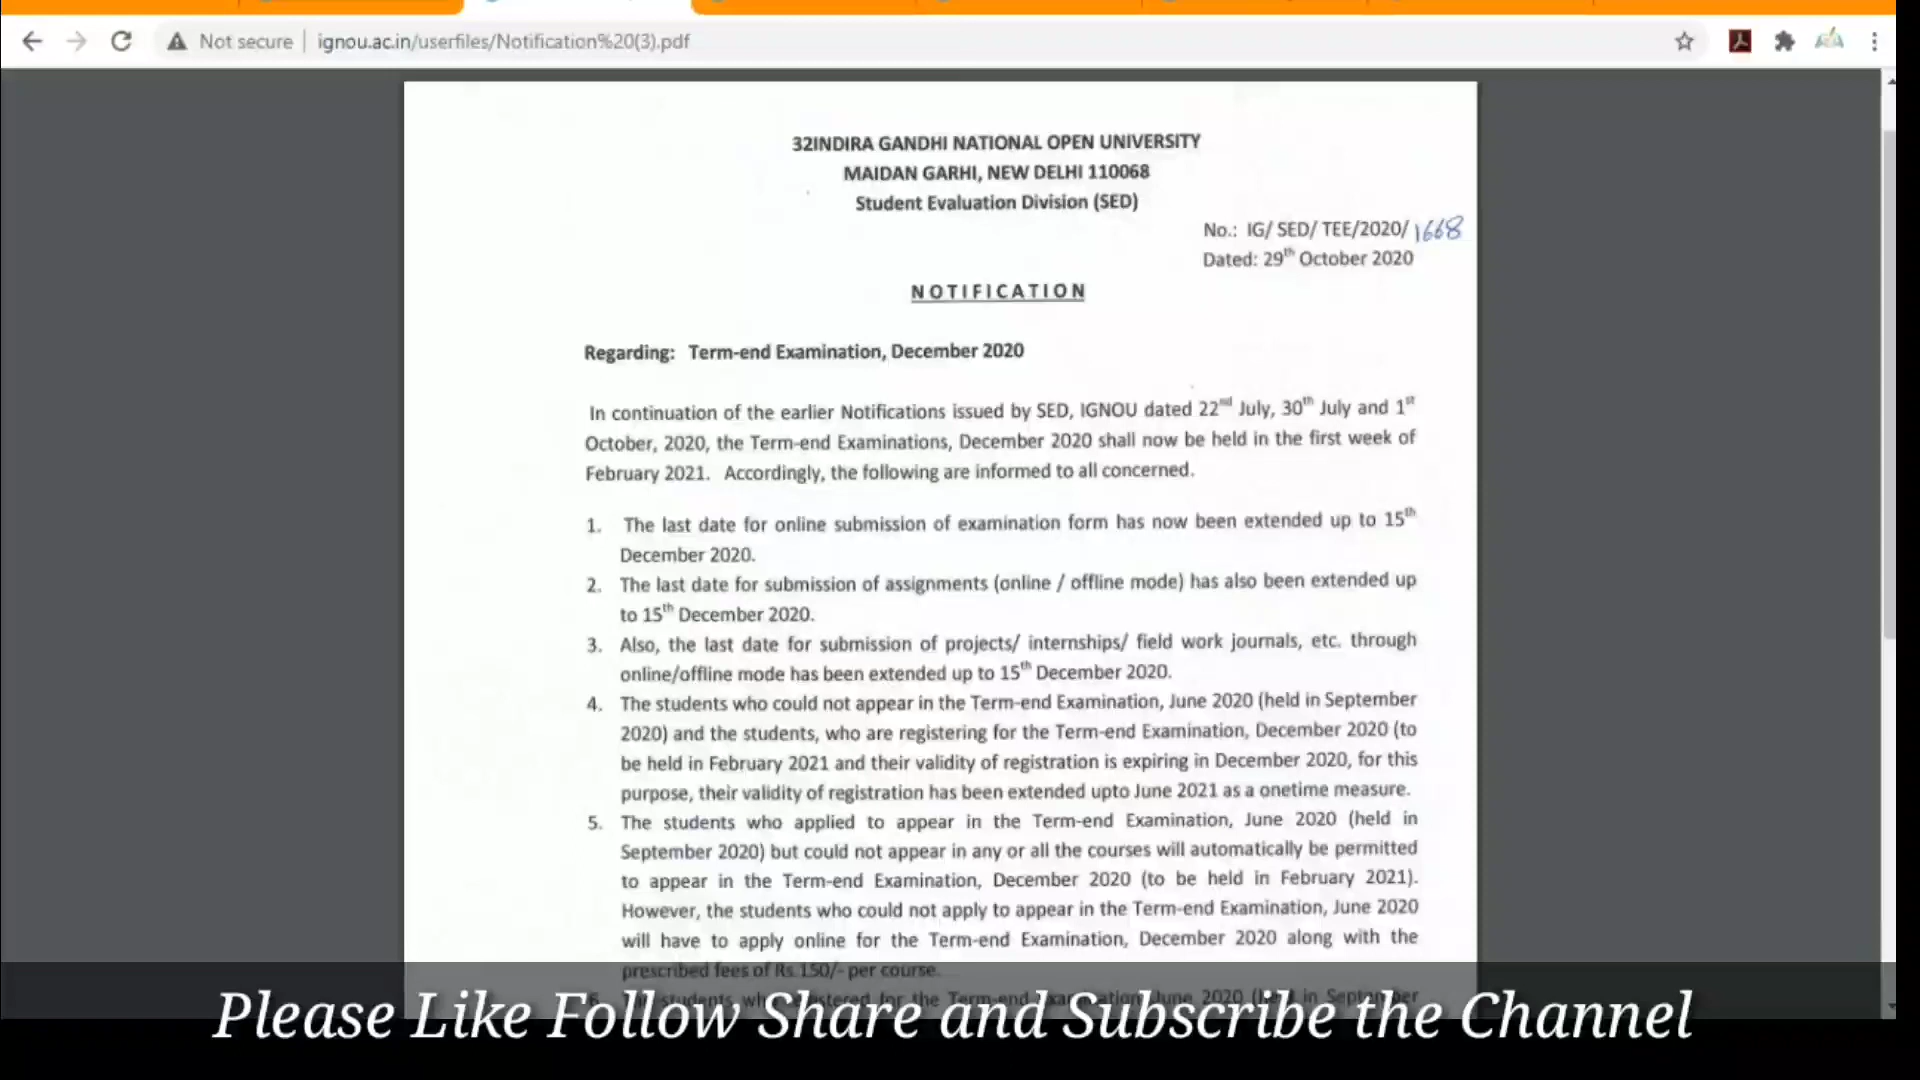 Not secure | ignou.ac.in/userfiles/Notification%20(3).pdf
32INDIRA GANDHI NATIONAL OPEN UNIVERSITY
MAIDAN GARHI, NEW DELHI 110068
Student Evaluation Division (SED)
No.: IG/ SED/ TEE/2020/ 1668
Dated: 29th October 2020
NOTIFICATION
Regarding: Term-end Examination, December 2020
In continuation of the earlier Notifications issued by SED, IGNOU dated 22nd July, 30th July and 1st
October, 2020, the Term-end Examinations, December 2020 shall now be held in the first week of
February 2021. Accordingly, the following are informed to all concerned.
1. The last date for online submission of examination form has now been extended up to 15th
December 2020.
2. The last date for submission of assignments (online / offline mode) has also been extended up
to 15th December 2020.
3. Also, the last date for submission of projects/ internships/ field work journals, etc. through
online/offline mode has been extended up to 15th December 2020.
4. The students who could not appear in the Term-end Examination, June 2020 (held in September
2020) and the students, who are registering for the Term-end Examination, December 2020 (to
be held in February 2021 and their validity of registration is expiring in December 2020, for this
purpose, their validity of registration has been extended upto June 2021 as a onetime measure.
5. The students who applied to appear in the Term-end Examination, June 2020 (held in
September 2020) but could not appear in any or all the courses will automatically be permitted
to appear in the Term-end Examination, December 2020 (to be held in February 2021).
However, the students who could not apply to appear in the Term-end Examination, June 2020
will have to apply online for the Term-end Examination, December 2020 along with the
prescribed fees of Rs.150/- per course.
students for the Term-end June 2020 in
Please Like Follow Share and Subscribe the Channel